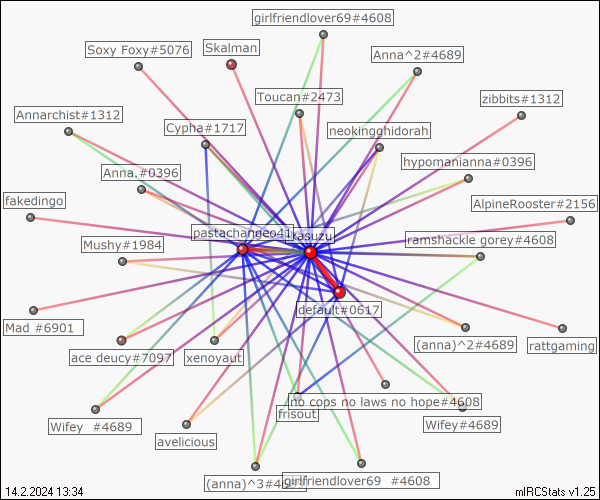 girlfriendlover69#4608
Soxy Foxy#5076
Skalman
Anna^2#4689
Toucan#2473
zibbits#1312
Annarchist#1312
Cypha#1717
neokingghidorah
Anna.#0396
hypomanianna#0396
fakedingo
AlpineRooster#2156
pastachangeo41
kasuzu
ramshackle gorey#4608
Mushy#1984
default#0617
Mad #6901
ace deucy#7097
xenoyaut
(anna)^2#4689
rattgaming
no cops no laws no hope#4608
frisout
Wifey #4689
Wifey#4689
avelicious
(anna)^3#4689
girlfriendlover69 #4608
14.2.2024 13:34
mIRCStats v1.25